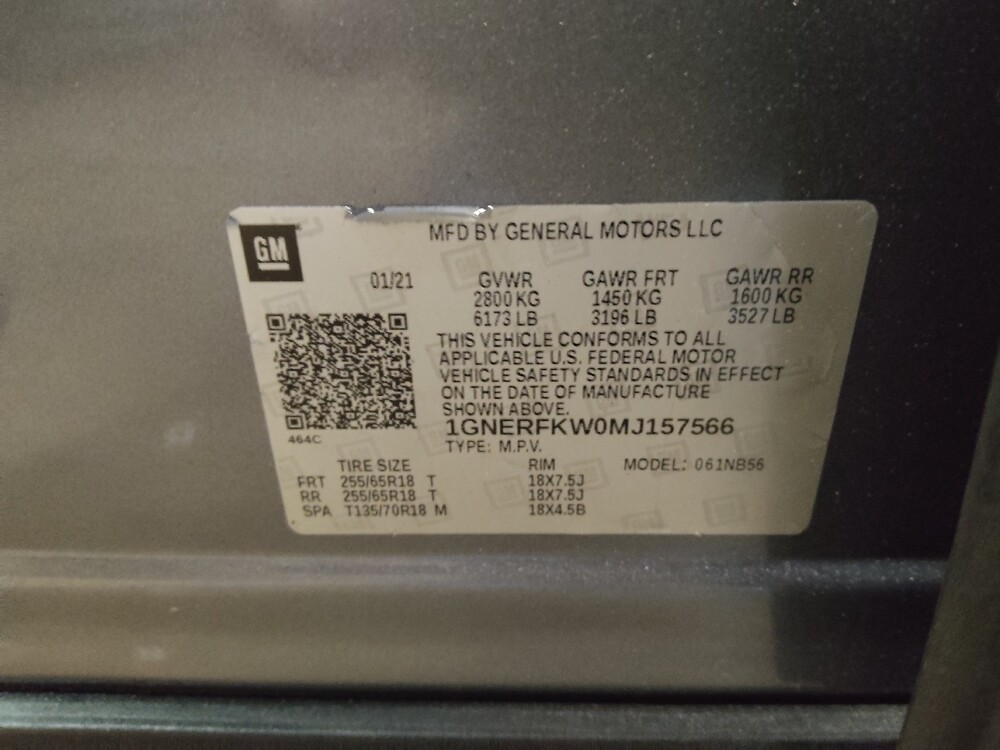 GM
MFD BY GENERAL MOTORS LLC
01/21 GVWR GAWR FRT GAWR RR
2800 KG 1450 KG 1600 KG
6173 LB 3196 LB 3527 LB
THIS VEHICLE CONFORMS TO ALL
APPLICABLE U.S. FEDERAL MOTOR
VEHICLE SAFETY STANDARDS IN EFFECT
ON THE DATE OF MANUFACTURE
SHOWN ABOVE.
1GNERFKW0MJ157566
464C
TYPE: M.P.V.
TIRE SIZE RIM MODEL: 061NB56
FRT 255/65R18 T 18X7.5J
RR 255/65R18 T 18X7.5J
SPA T135/70R18 M 18X4.5B